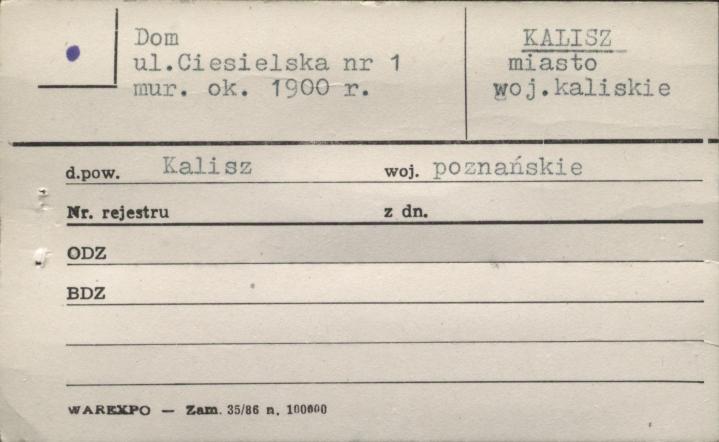 Dom
ul.Ciesielska nr 1
mur. ok. 1900 r.
KALISZ
miasto
woj.kaliskie
d.pow. Kalisz woj. poznańskie
Nr. rejestru z dn.
ODZ
BDZ
WAREXPO — Zam. 35/86 n. 100000